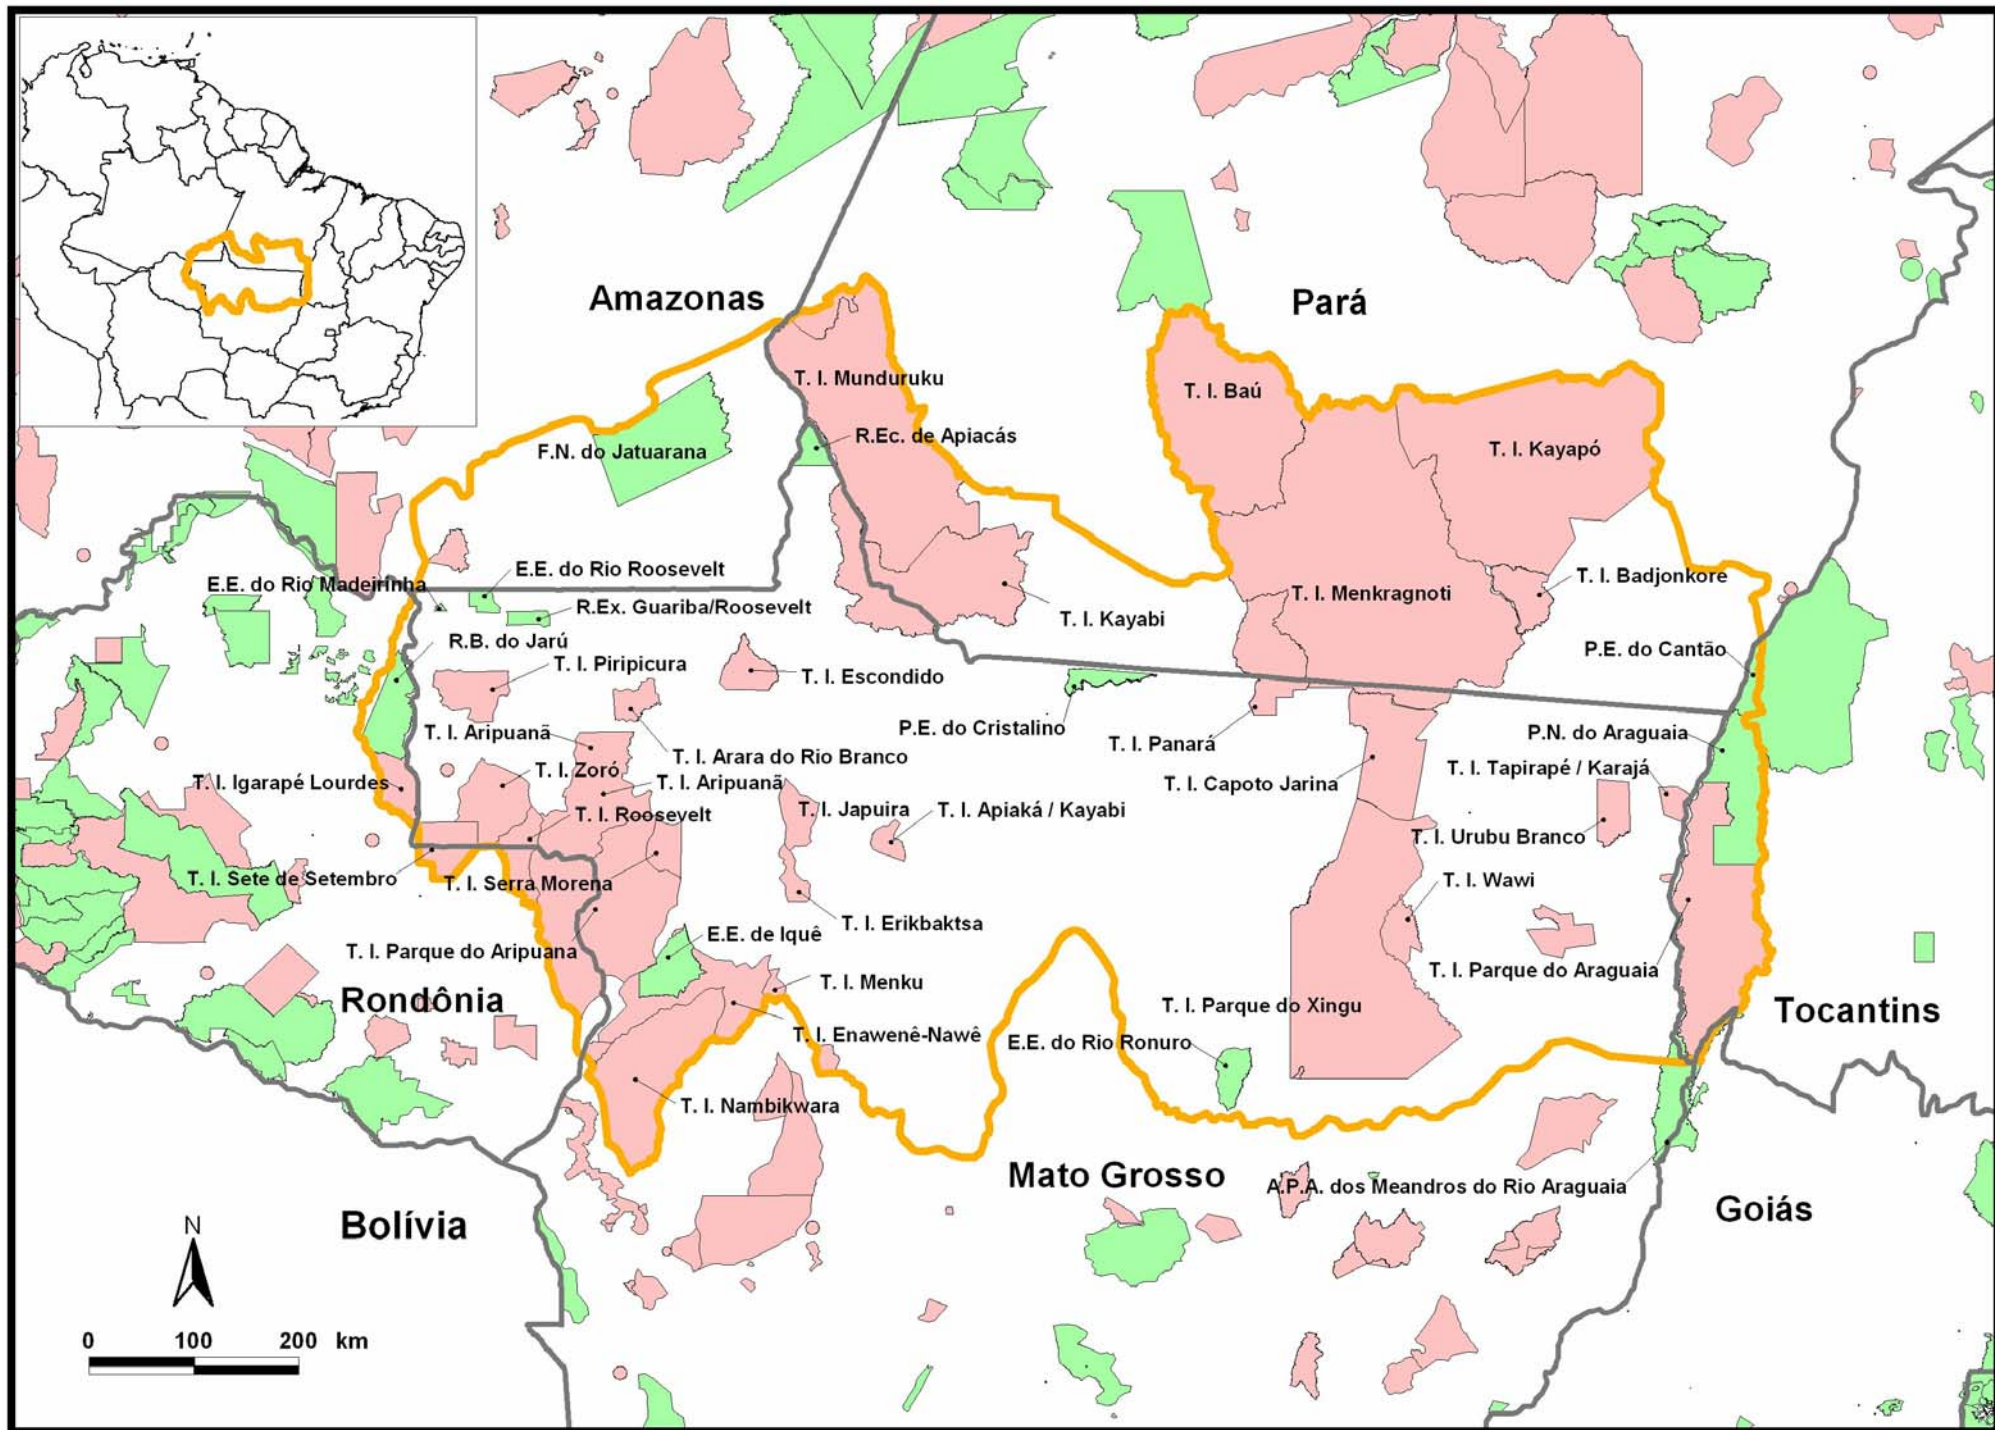 Amazonas
Pará
T. I. Munduruku
T. I. Baú
R.Ec. de Apiacás
F.N. do Jatuarana
T. I. Kayapó
E.E. do Rio Roosevelt
E.E. do Rio Madeirinha
T. I. Badjonkore
T. I. Menkragnoti
R.Ex. Guariba/Roosevelt
T. I. Kayabi
R.B. do Jarú
P.E. do Cantão
T. I. Piripicura
T. I. Escondido
P.E. do Cristalino
T. I. Aripuanã
P.N. do Araguaia
T. I. Panará
T. I. Arara do Rio Branco
T. I. Zoró
T. I. Tapirapé / Karajá
T. I. Igarapé Lourdes
T. I. Aripuanã
T. I. Capoto Jarina
T. I. Japuira
T. I. Apiaká / Kayabi
T. I. Roosevelt
T. I. Urubu Branco
T. I. Sete de Setembro
T. I. Serra Morena
T. I. Wawi
T. I. Erikbaktsa
E.E. de Iquê
T. I. Parque do Aripuana
T. I. Parque do Araguaia
T. I. Menku
Rondônia
T. I. Parque do Xingu
Tocantins
T. I. Enawenê-Nawê
E.E. do Rio Ronuro
T. I. Nambikwara
Mato Grosso
A.P.A. dos Meandros do Rio Araguaia
Goiás
Bolívia
N
0 100 200 km